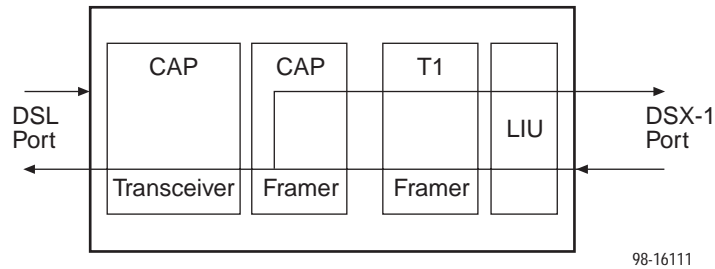 CAP
Transceiver
CAP
Framer
T1
Framer
LIU
DSL
Port
DSX-1
Port
98-16111